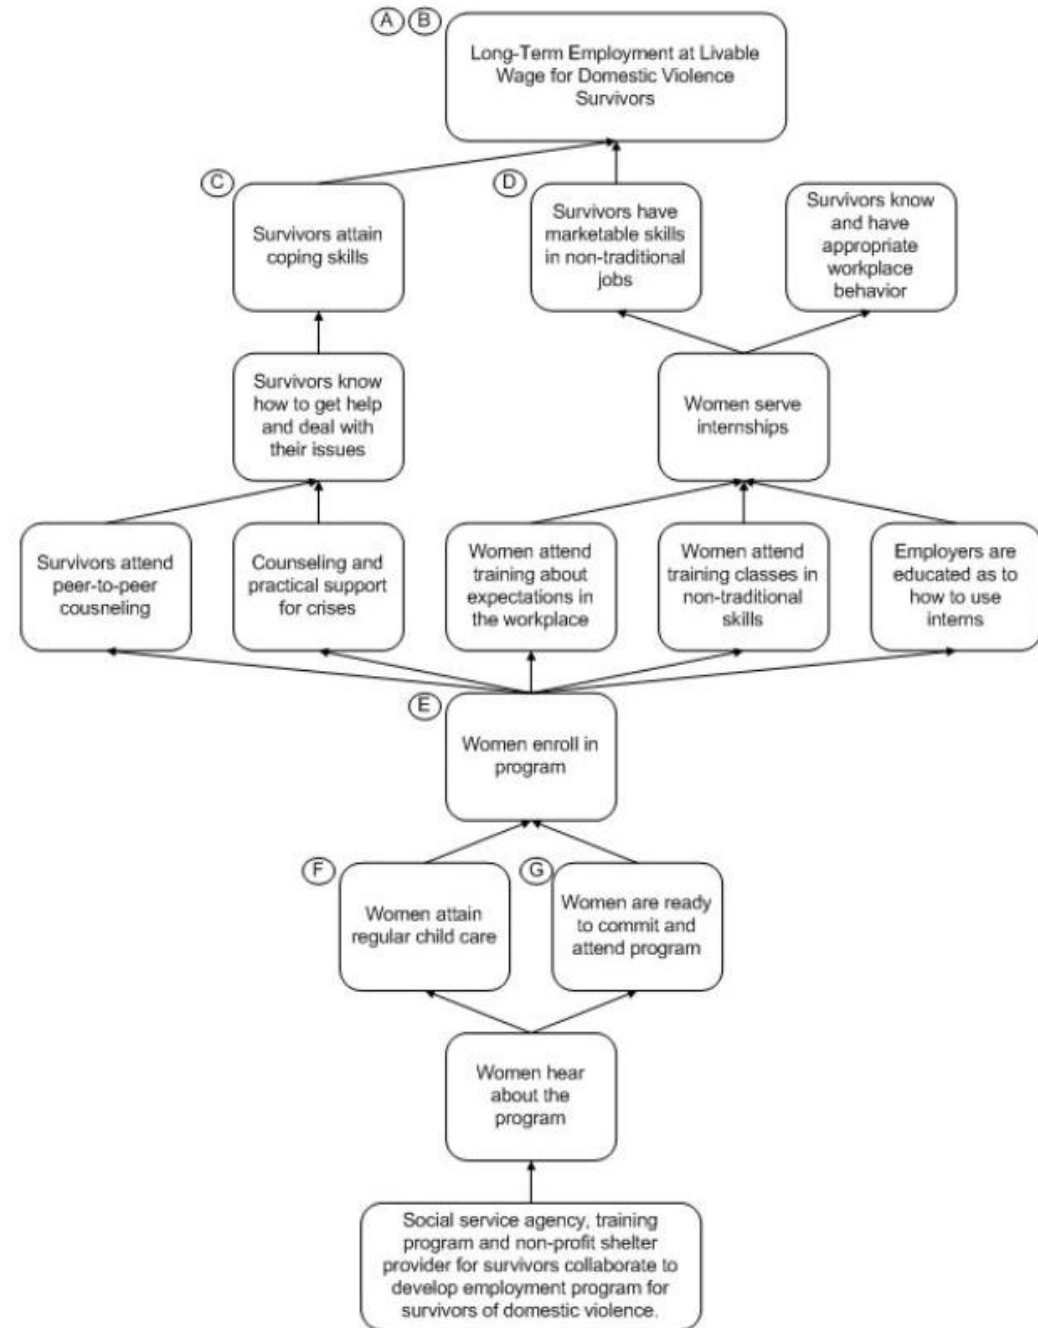 A B
Long-Term Employment at Livable
Wage for Domestic Violence
Survivors
C
Survivors attain
coping skills
D
Survivors have
marketable skills
in non-traditional
jobs
Survivors know
and have
appropriate
workplace
behavior
Survivors know
how to get help
and deal with
their issues
Women serve
internships
Survivors attend
peer-to-peer
cousneling
Counseling and
practical support
for crises
Women attend
training about
expectations in
the workplace
Women attend
training classes in
non-traditional
skills
Employers are
educated as to
how to use
interns
E
Women enroll in
program
F
Women attain
regular child care
G
Women are ready
to commit and
attend program
Women hear
about the
program
Social service agency, training
program and non-profit shelter
provider for survivors collaborate to
develop employment program for
survivors of domestic violence.